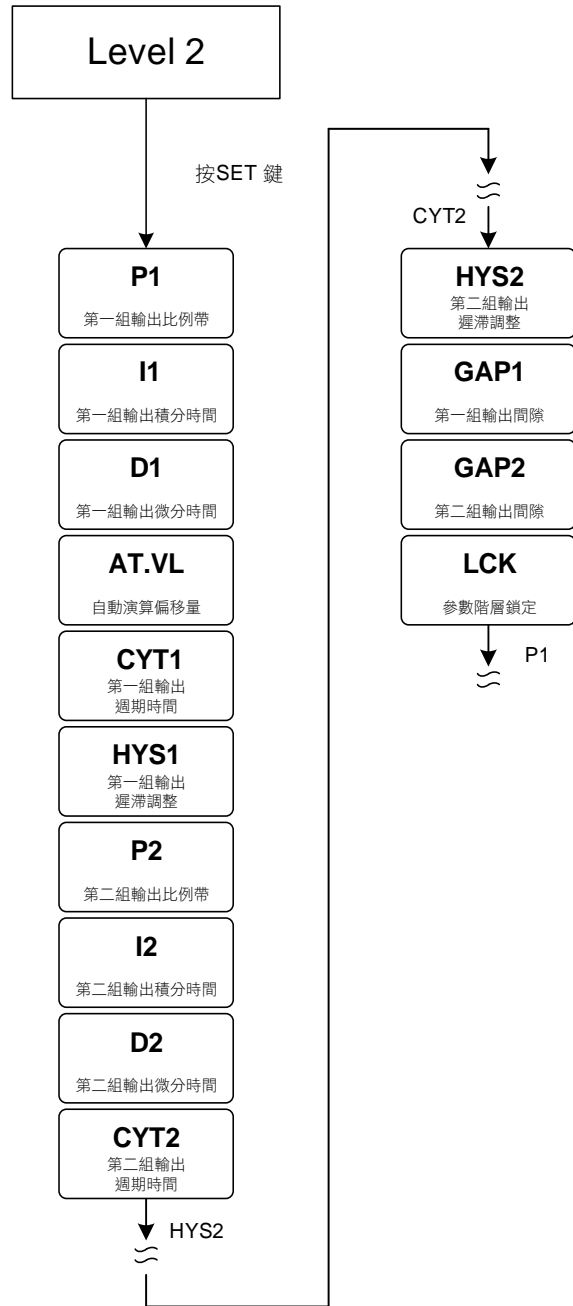 Level 2
按SET 鍵
P1
第一組輸出比例帶
I1
第一組輸出積分時間
D1
第一組輸出微分時間
AT.VL
自動演算偏移量
CYT1
第一組輸出
週期時間
HYS1
第一組輸出
遲滯調整
P2
第二組輸出比例帶
I2
第二組輸出積分時間
D2
第二組輸出微分時間
CYT2
第二組輸出
週期時間
HYS2
CYT2
HYS2
第二組輸出
遲滯調整
GAP1
第一組輸出間隙
GAP2
第二組輸出間隙
LCK
參數階層鎖定
P1